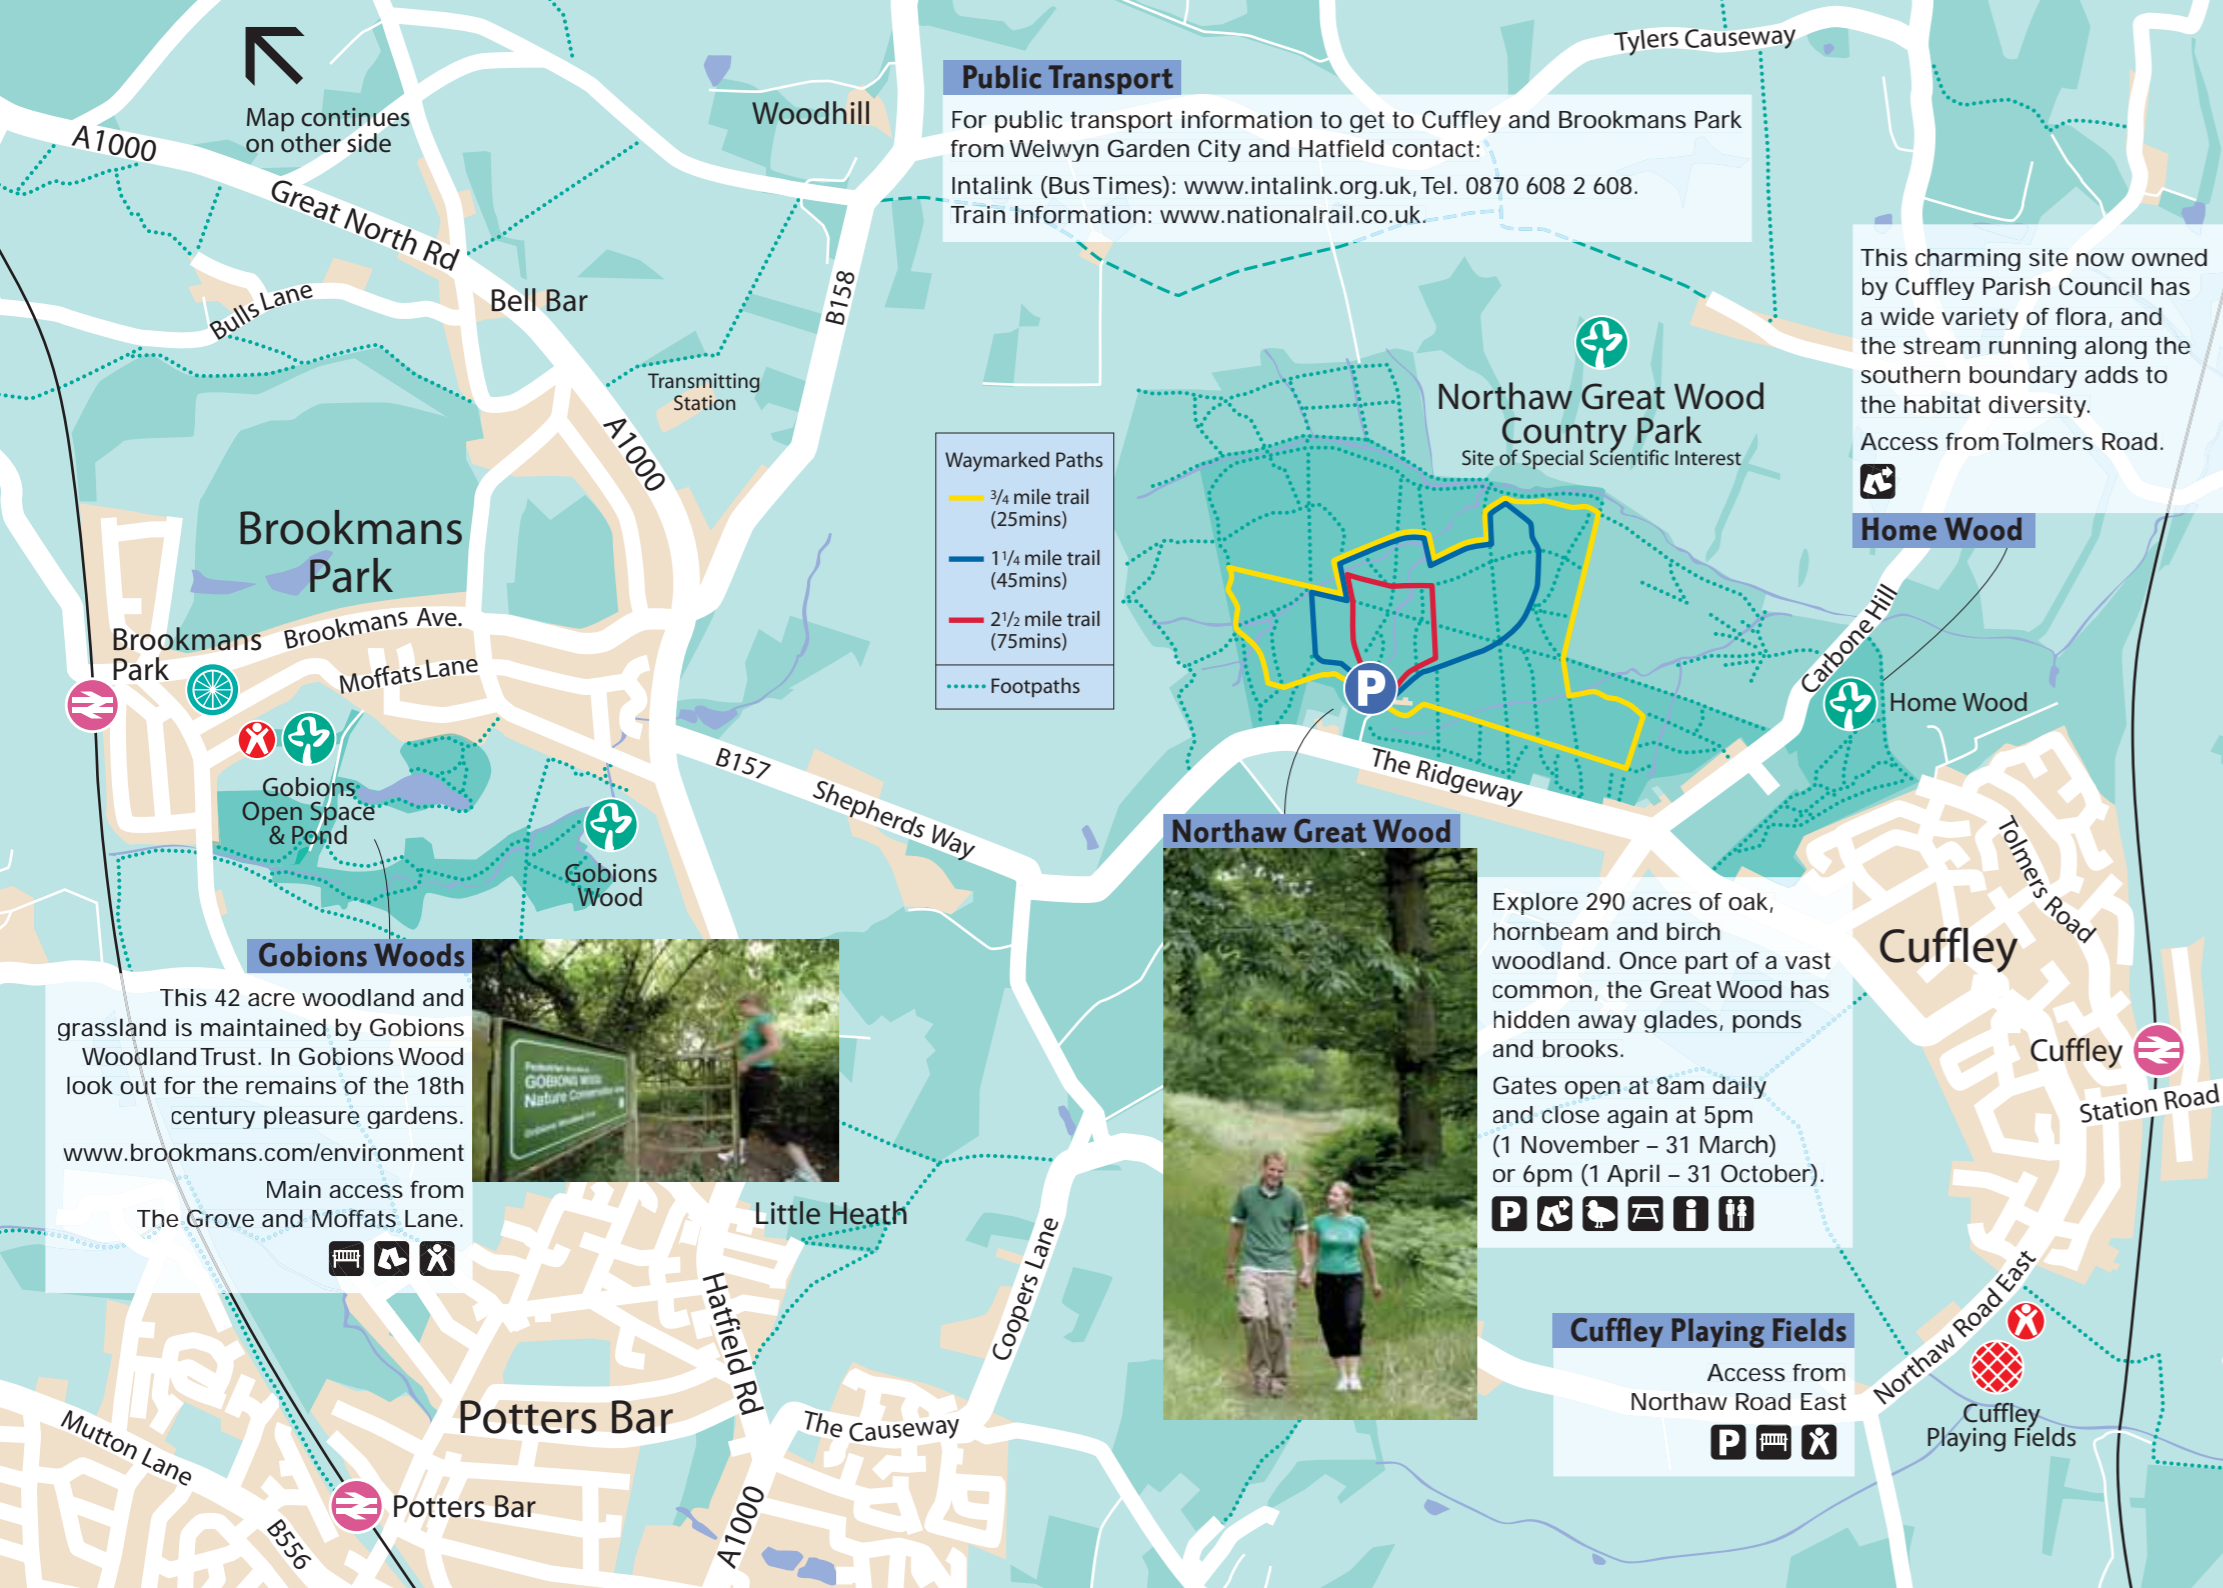 Map continues
on other side
A1000
Great North Rd
Bulls Lane
Bell Bar
Woodhill
B158
Transmitting
Station
A1000
Public Transport
For public transport information to get to Cuffley and Brookmans Park
from Welwyn Garden City and Hatfield contact:
Intalink (Bus Times): www.intalink.org.uk, Tel. 0870 608 2 608.
Train Information: www.nationalrail.co.uk.
Tylers Causeway
This charming site now owned
by Cuffley Parish Council has
a wide variety of flora, and
the stream running along the
southern boundary adds to
the habitat diversity.
Access from Tolmers Road.
Home Wood
Northaw Great Wood
Country Park
Site of Special Scientific Interest
Waymarked Paths
3/4 mile trail
(25mins)
1 1/4 mile trail
(45mins)
2 1/2 mile trail
(75mins)
Footpaths
P
Brookmans
Park
Brookmans
Park
Brookmans Ave.
Moffats Lane
Gobions
Open Space
& Pond
Gobions
Wood
B157
Shepherds Way
The Ridgeway
Carbone Hill
Home Wood
Tolmers Road
Cuffley
Cuffley
Station Road
Gobions Woods
This 42 acre woodland and
grassland is maintained by Gobions
Woodland Trust. In Gobions Wood
look out for the remains of the 18th
century pleasure gardens.
www.brookmans.com/environment
Main access from
The Grove and Moffats Lane.
GOBIONS WOOD
Nature Conservation
Northaw Great Wood
Explore 290 acres of oak,
hornbeam and birch
woodland. Once part of a vast
common, the Great Wood has
hidden away glades, ponds
and brooks.
Gates open at 8am daily
and close again at 5pm
(1 November – 31 March)
or 6pm (1 April – 31 October).
P
i
Little Heath
Coopers Lane
Hatfield Rd
Potters Bar
Potters Bar
Mutton Lane
B556
The Causeway
A1000
Cuffley Playing Fields
Access from
Northaw Road East
P
Northaw Road East
Cuffley
Playing Fields